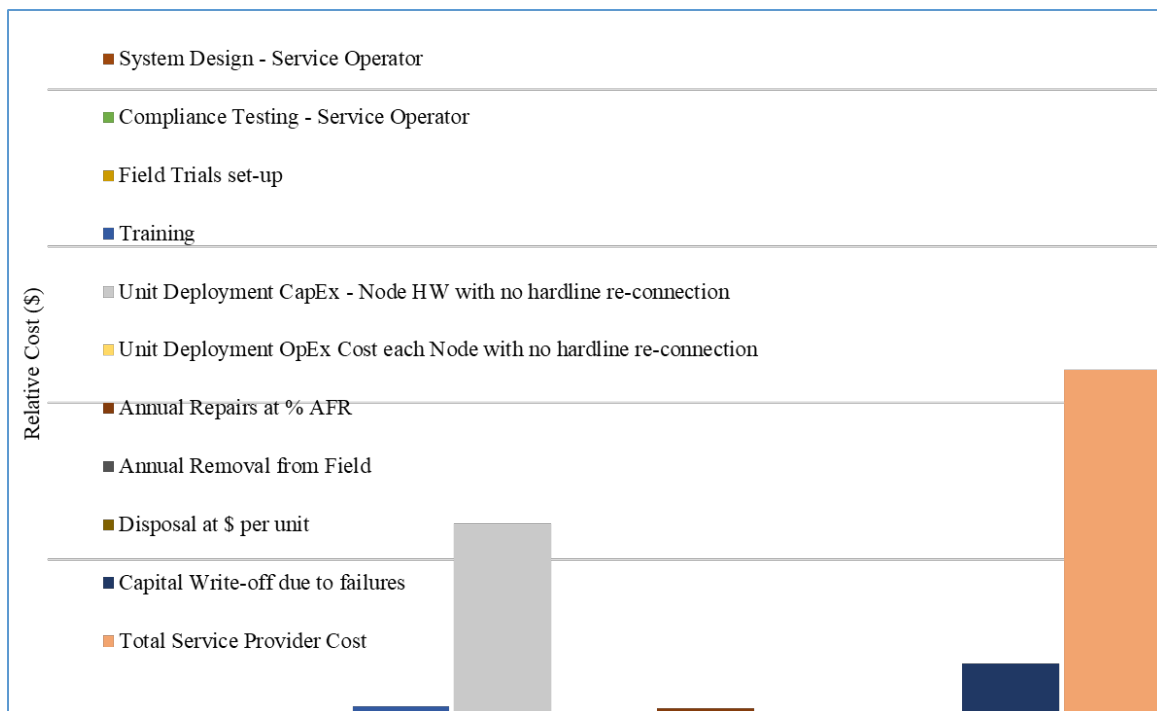 System Design - Service Operator
Compliance Testing - Service Operator
Field Trials set-up
Training
Unit Deployment CapEx - Node HW with no hardline re-connection
Unit Deployment OpEx Cost each Node with no hardline re-connection
Annual Repairs at % AFR
Annual Removal from Field
Disposal at $ per unit
Capital Write-off due to failures
Total Service Provider Cost
Relative Cost ($)